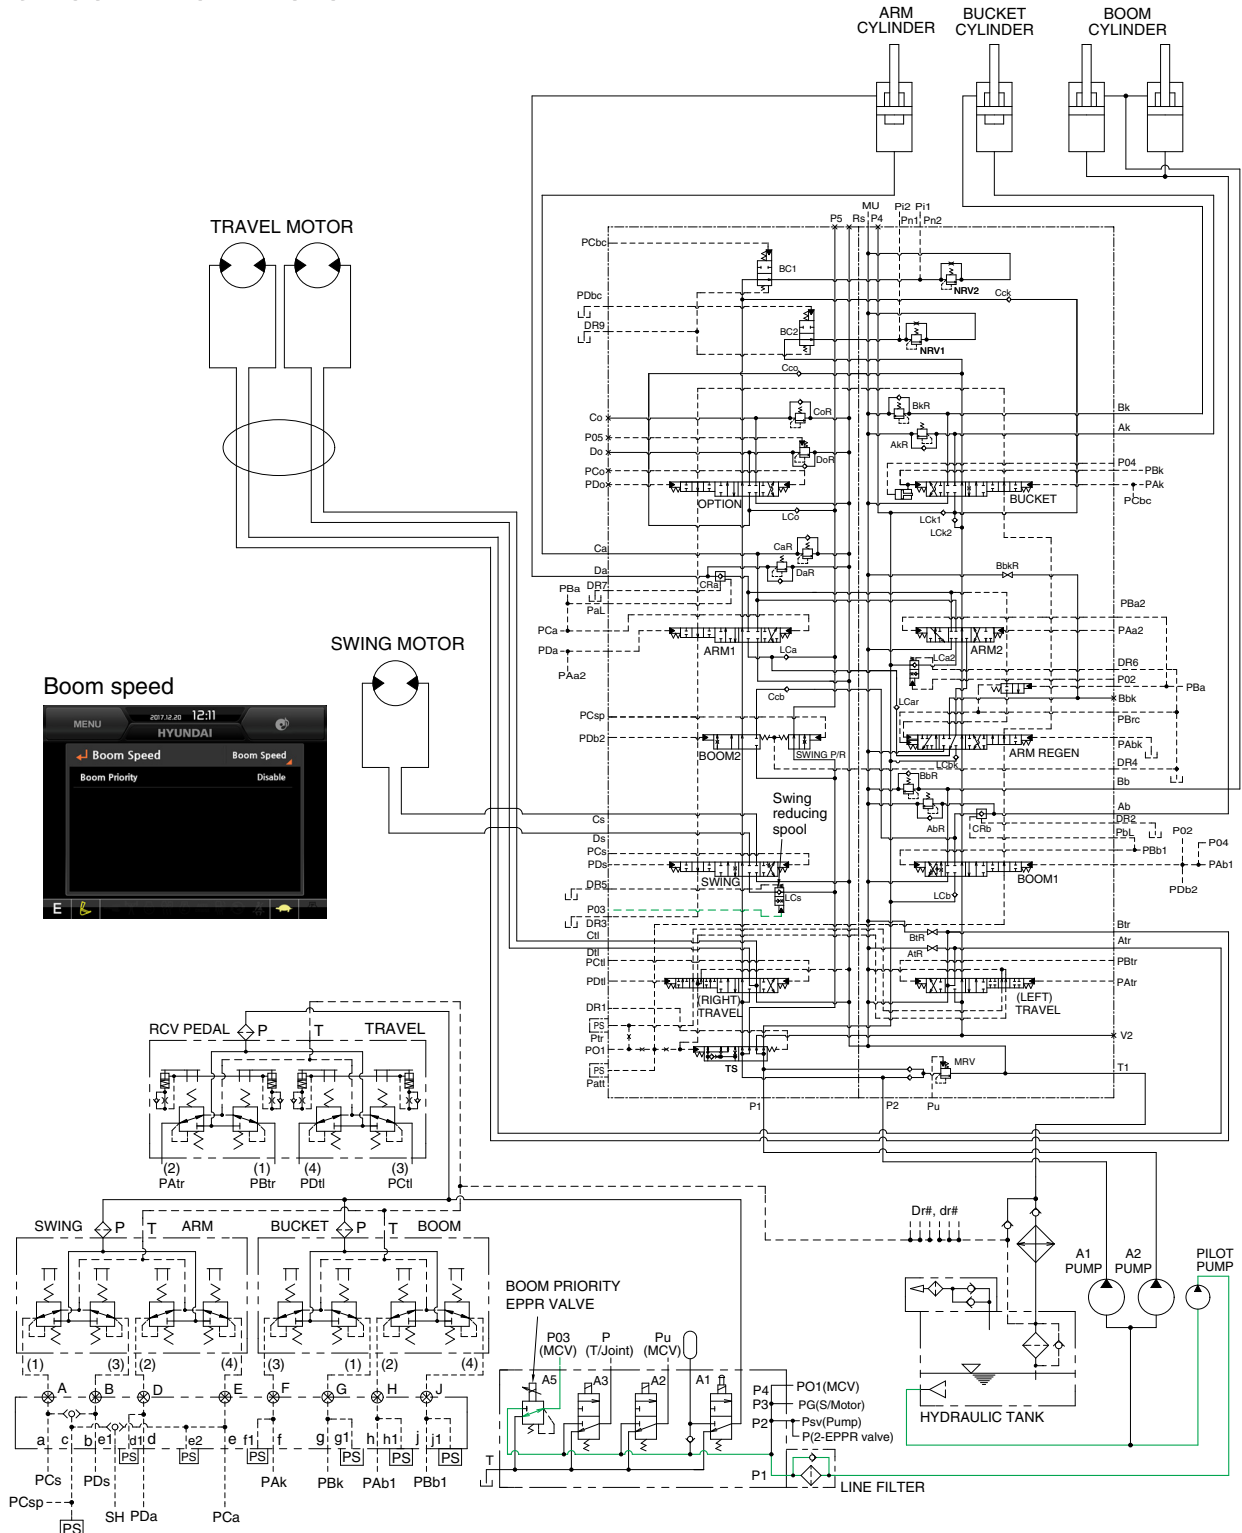 ARM
CYLINDER
BUCKET
CYLINDER
BOOM
CYLINDER
TRAVEL MOTOR
SWING MOTOR
P5 Rs MU P4 Pi2 Pi1
Pn1 Pn2
PCbc
BC1
NRV2
Cck
PDbc
DR9
BC2
NRV1
Cco
Co
CoR
BkR
Bk
P05
Do
DoR
AkR
Ak
PCo
PDo
P04
PBk
PAk
PCbc
OPTION
BUCKET
LCo
LCk1
LCk2
Ca
CaR
Da
DaR
CRa
BbkR
PBa
DR7
PaL
PBa2
PCa
PAa2
PDa
ARM1
LCa
ARM2
PAa2
LCa2
DR6
P02
PBa
Ccb
LCar
Bbk
PCsp
PBrc
PDb2
PAbk
BOOM2
SWING P/R
ARM REGEN
LCbk
DR4
BbR
Bb
Swing
reducing
spool
Ab
AbR
CRb
DR2
PbL
P02
P04
Cs
Ds
PCs
PDs
PBb1
PAb1
PDb2
SWING
BOOM1
DR5
LCs
LCb
P03
DR3
Ctl
Btr
BtR
Dtl
AtR
Atr
PCtl
PBtr
PDtl
PAtr
(RIGHT)
TRAVEL
(LEFT)
TRAVEL
DR1
PS
Ptr
PO1
V2
PS
Patt
TS
MRV
T1
P1
P2
Pu
Boom speed
MENU
2017.12.20 12:11
HYUNDAI
Boom Speed
Boom Speed
Boom Priority
Disable
E
RCV PEDAL P T TRAVEL
(2) (1) (4) (3)
PAtr PBtr PDtl PCtl
SWING P T ARM
BUCKET P T BOOM
(1) (3) (2) (4) (3) (1) (2) (4)
A B D E F G H J
a c b e1 d1 d e2 e f1 f g g1 h h1 j j1
PS PS PS PS PS PS
PCs PDs PAk PBk PAb1 PBb1
PCsp
SH PDa PCa
PS
BOOM PRIORITY
EPPR VALVE
P03
(MCV)
P
(T/Joint)
Pu
(MCV)
A5 A3 A2 A1
T
P4
P3
P2
P1
PO1(MCV)
PG(S/Motor)
Psv(Pump)
P(2-EPPR valve)
LINE FILTER
Dr#, dr#
A1
PUMP
A2
PUMP
PILOT
PUMP
HYDRAULIC TANK